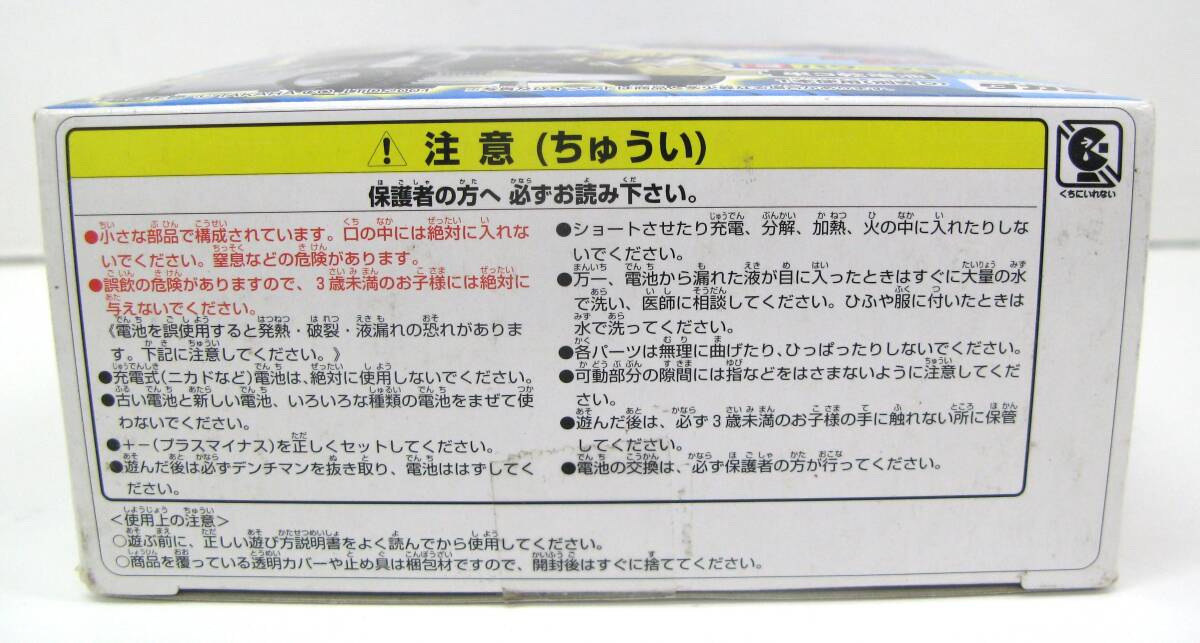 ⚠ 注意(ちゅうい)
保護者の方へ 必ずお読み下さい。
くちにいれない
●小さな部品で構成されています。口の中には絶対に入れな
いでください。窒息などの危険があります。
●誤飲の危険がありますので、3歳未満のお子様には絶対に
与えないでください。
《電池を誤使用すると発熱・破裂・液漏れの恐れがありま
す。下記に注意してください。》
●充電式(ニカドなど)電池は、絶対に使用しないでください。
●古い電池と新しい電池、いろいろな種類の電池をまぜて使
わないでください。
●+−(プラスマイナス)を正しくセットしてください。
●遊んだ後は必ずデンチマンを抜き取り、電池ははずしてく
ださい。
●ショートさせたり充電、分解、加熱、火の中に入れたりしな
いでください。
●万一、電池から漏れた液が目に入ったときはすぐに大量の水
で洗い、医師に相談してください。ひふや服に付いたときは
水で洗ってください。
●各パーツは無理に曲げたり、ひっぱったりしないでください。
●可動部分の隙間には指などをはさまないように注意してくだ
さい。
●遊んだ後は、必ず3歳未満のお子様の手に触れない所に保管
してください。
●電池の交換は、必ず保護者の方が行ってください。
<使用上の注意>
○遊ぶ前に、正しい遊び方説明書をよく読んでから使用してください。
○商品を覆っている透明カバーや止め具は梱包材ですので、開封後はすぐに捨ててください。